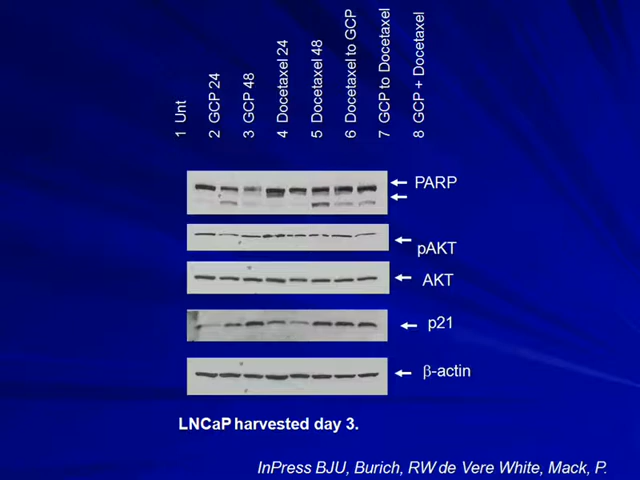 1 Unt
2 GCP 24
3 GCP 48
4 Docetaxel 24
5 Docetaxel 48
6 Docetaxel to GCP
7 GCP to Docetaxel
8 GCP + Docetaxel
PARP
pAKT
AKT
p21
β-actin
LNCaP harvested day 3.
InPress BJU, Burich, RW de Vere White, Mack, P.